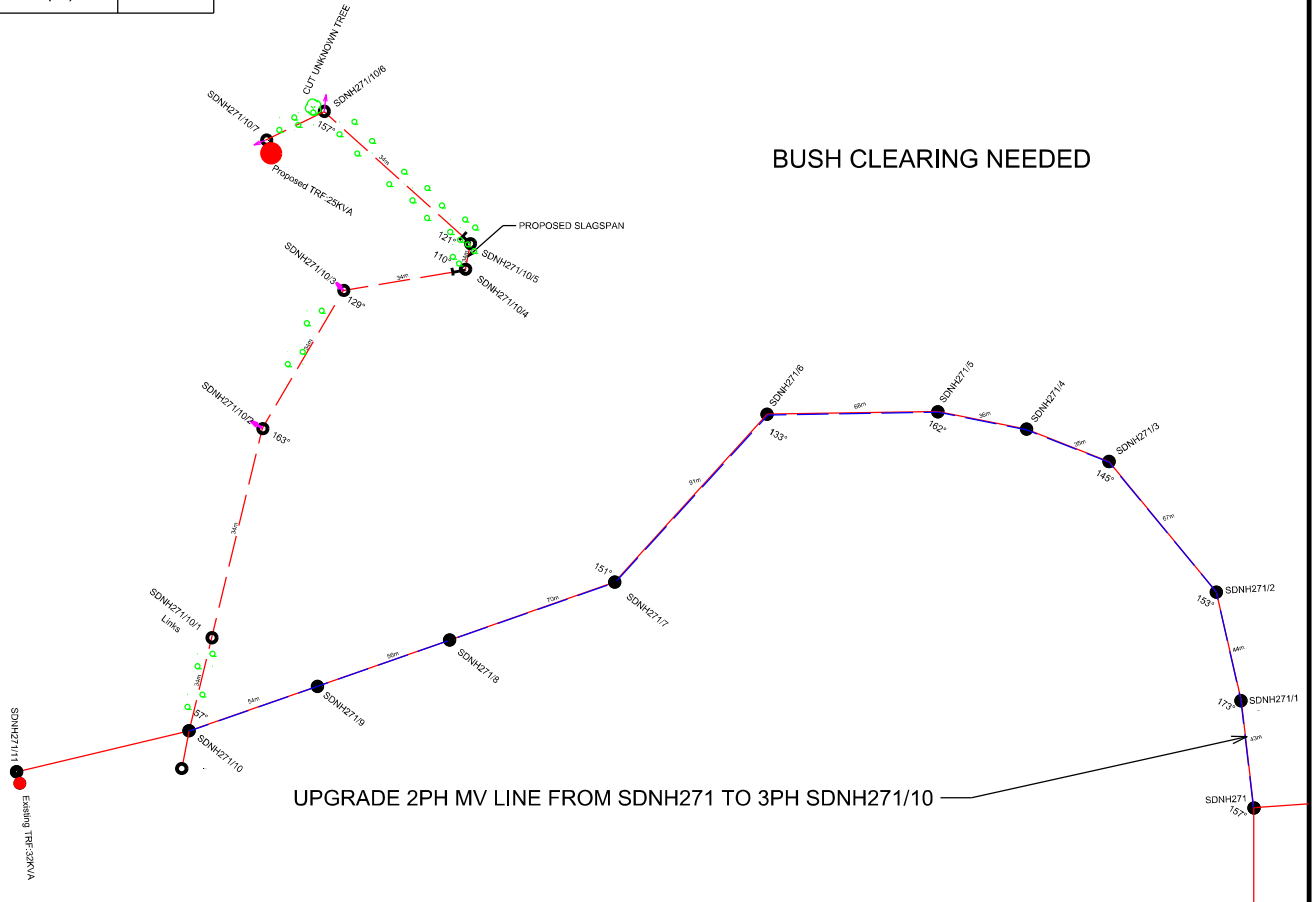 CUT UNKNOWN TREE
SDNH271/10/6
SDNH271/10/7
157°
34m
Proposed TRF:25KVA
BUSH CLEARING NEEDED
PROPOSED SLAGSPAN
121°
SDNH271/10/5
110°
SDNH271/10/4
34m
SDNH271/10/3
129°
34m
SDNH271/10/2
163°
34m
SDNH271/10/1
Links
34m
57°
SDNH271/10
SDNH271/11
Existing TRF:32KVA
54m
SDNH271/9
SDNH271/8
70m
151°
SDNH271/7
91m
SDNH271/6
133°
68m
SDNH271/5
162°
36m
SDNH271/4
35m
SDNH271/3
145°
67m
SDNH271/2
153°
44m
SDNH271/1
173°
43m
SDNH271
157°
UPGRADE 2PH MV LINE FROM SDNH271 TO 3PH SDNH271/10